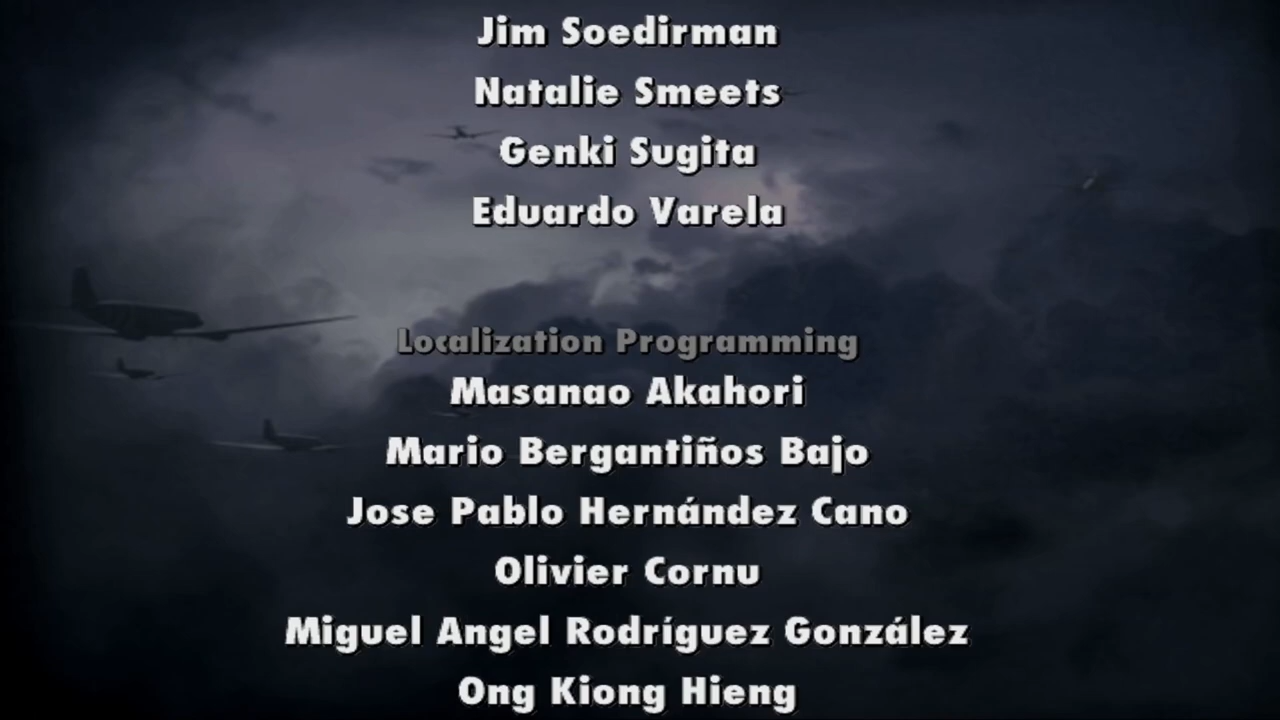 Jim Soedirman
Natalie Smeets
Genki Sugita
Eduardo Varela
Localization Programming
Masanao Akahori
Mario Bergantiños Bajo
Jose Pablo Hernández Cano
Olivier Cornu
Miguel Angel Rodríguez González
Ong Kiong Hieng